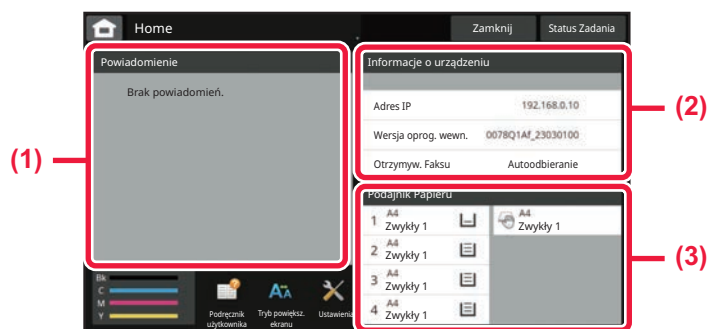 Home
Zamknij
Status Zadania
Powiadomienie
Brak powiadomień.
(1)
Informacje o urządzeniu
Adres IP 192.168.0.10
Wersja oprog. wewn. 0078Q1Af_23030100
Otrzymyw. Faksu Autoodbieranie
(2)
Podajnik Papieru
1 A4
Zwykły 1
2 A4
Zwykły 1
3 A4
Zwykły 1
4 A4
Zwykły 1
A4
Zwykły 1
(3)
Bk
C
M
Y
Podręcznik
użytkownika
AA
Tryb powiększ.
ekranu
Ustawienia